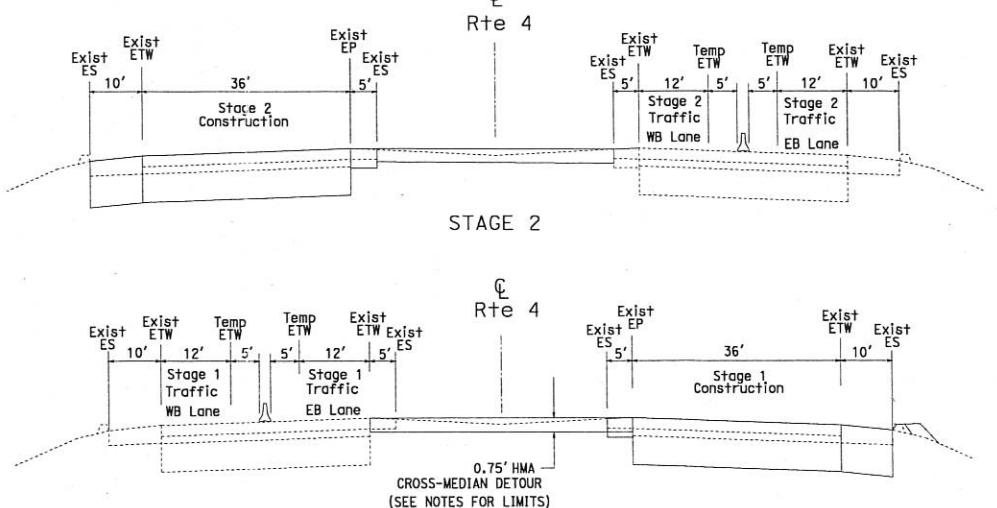 ℄
Rte 4
Exist ES
Exist ETW
Exist EP
Exist ES
Exist ES
Exist ETW
Temp ETW
Temp ETW
Exist ETW
Exist ES
10' 36' 5' 5' 12' 5' 5' 12' 10'
Stage 2 Construction
Stage 2 Traffic
WB Lane
Stage 2 Traffic
EB Lane
STAGE 2
℄
Rte 4
Exist ES
Exist ETW
Temp ETW
Temp ETW
Exist ETW
Exist ES
Exist ES
Exist EP
Exist ETW
Exist ES
10' 12' 5' 5' 12' 5' 5' 36' 10'
Stage 1 Traffic
WB Lane
Stage 1 Traffic
EB Lane
Stage 1 Construction
0.75' HMA
CROSS-MEDIAN DETOUR
(SEE NOTES FOR LIMITS)